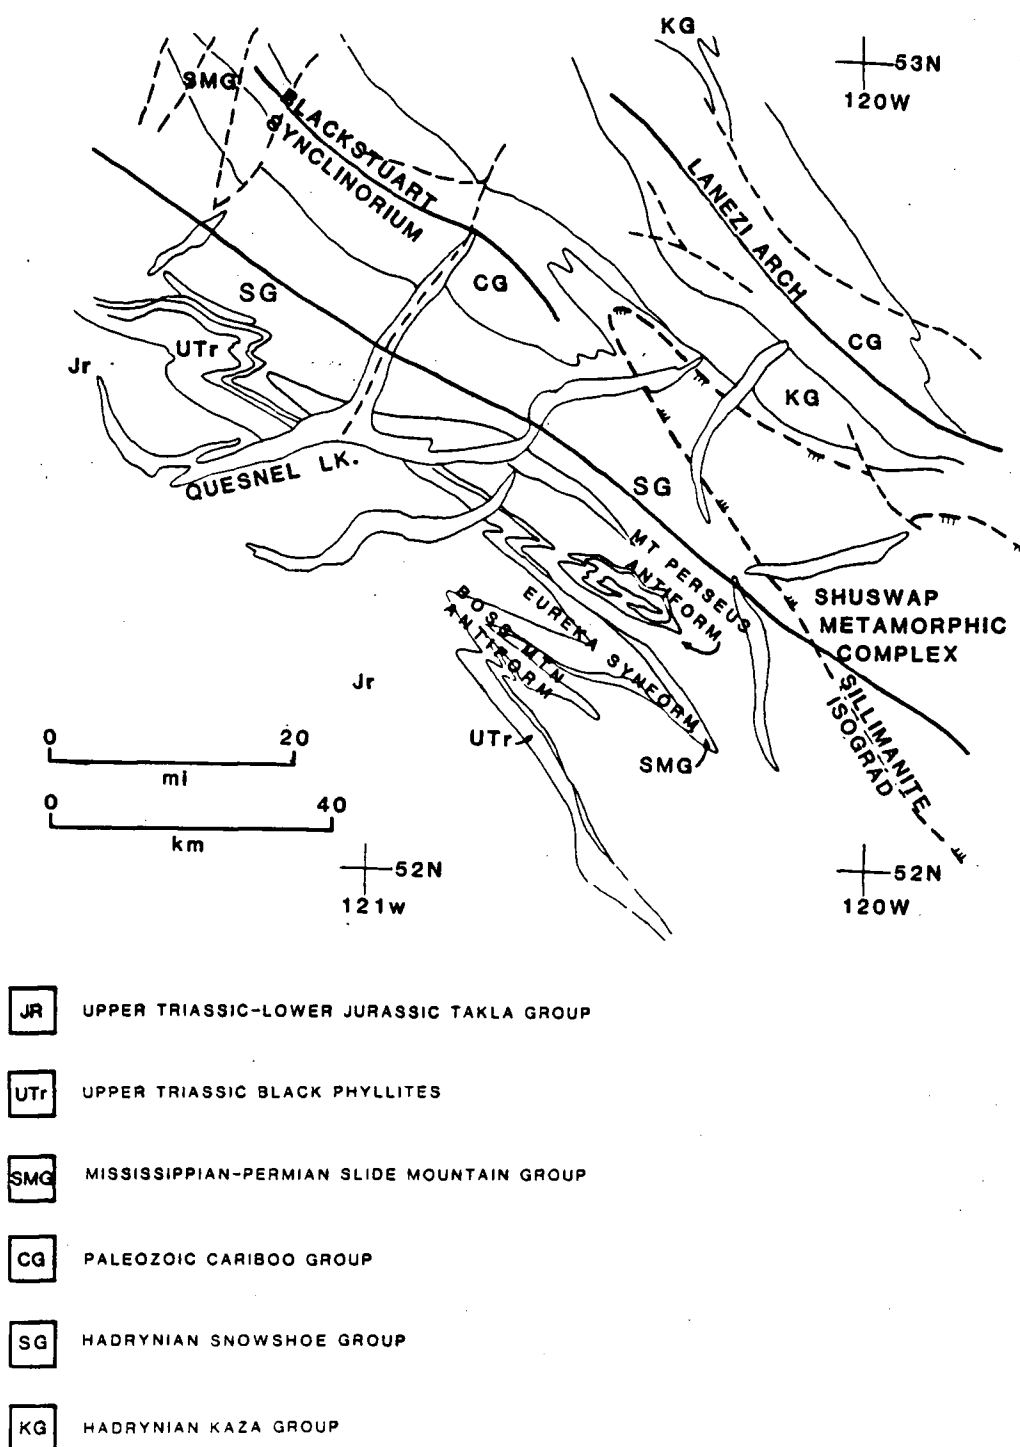 KG
53N
120W
SMG
BLACKSTUART
SYNCLINORIUM
LANEZI ARCH
SG
CG
UTr
Jr
CG
KG
QUESNEL LK.
SG
MT PERSEUS
ANTIFORM
SHUSWAP
METAMORPHIC
COMPLEX
EUREKA SYNFORM
BOSS MTN
ANTIFORM
Jr
SILLIMANITE
ISOGRAD
UTr
SMG
0 20
mi
0 40
km
52N
121w
52N
120W
JR UPPER TRIASSIC-LOWER JURASSIC TAKLA GROUP
UTr UPPER TRIASSIC BLACK PHYLLITES
SMG MISSISSIPPIAN-PERMIAN SLIDE MOUNTAIN GROUP
CG PALEOZOIC CARIBOO GROUP
SG HADRYNIAN SNOWSHOE GROUP
KG HADRYNIAN KAZA GROUP